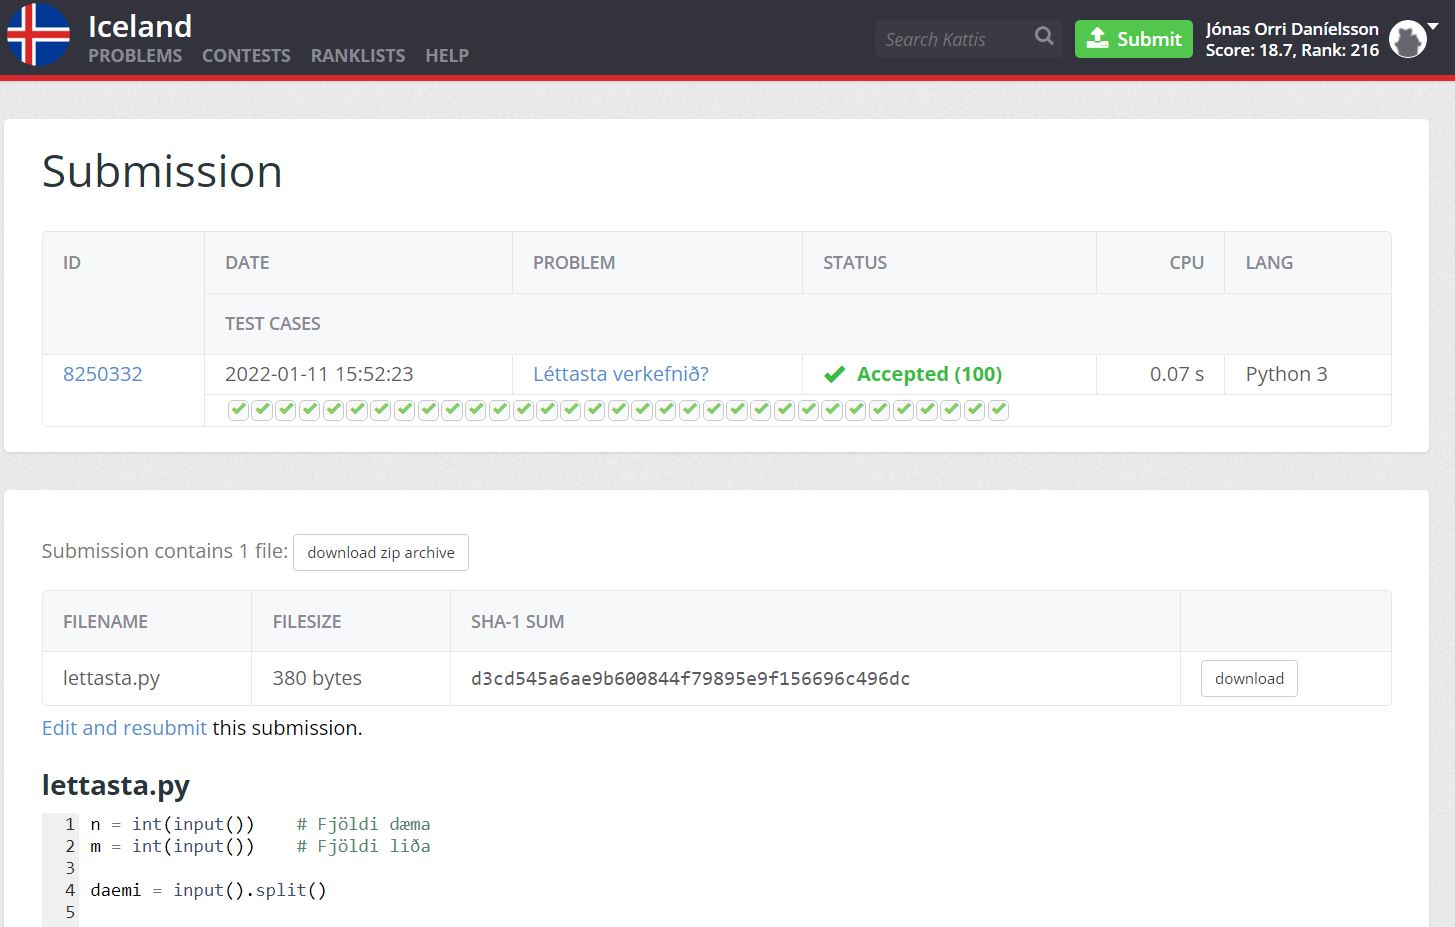 Iceland
PROBLEMS CONTESTS RANKLISTS HELP
Search Kattis
Submit
Jónas Orri Daníelsson
Score: 18.7, Rank: 216
Submission
ID DATE PROBLEM STATUS CPU LANG
TEST CASES
8250332 2022-01-11 15:52:23 Léttasta verkefnið? Accepted (100) 0.07 s Python 3
Submission contains 1 file: download zip archive
FILENAME FILESIZE SHA-1 SUM
lettasta.py 380 bytes d3cd545a6ae9b600844f79895e9f156696c496dc download
Edit and resubmit this submission.
lettasta.py
1 n = int(input()) # Fjöldi dæma
2 m = int(input()) # Fjöldi liða
3
4 daemi = input().split()
5